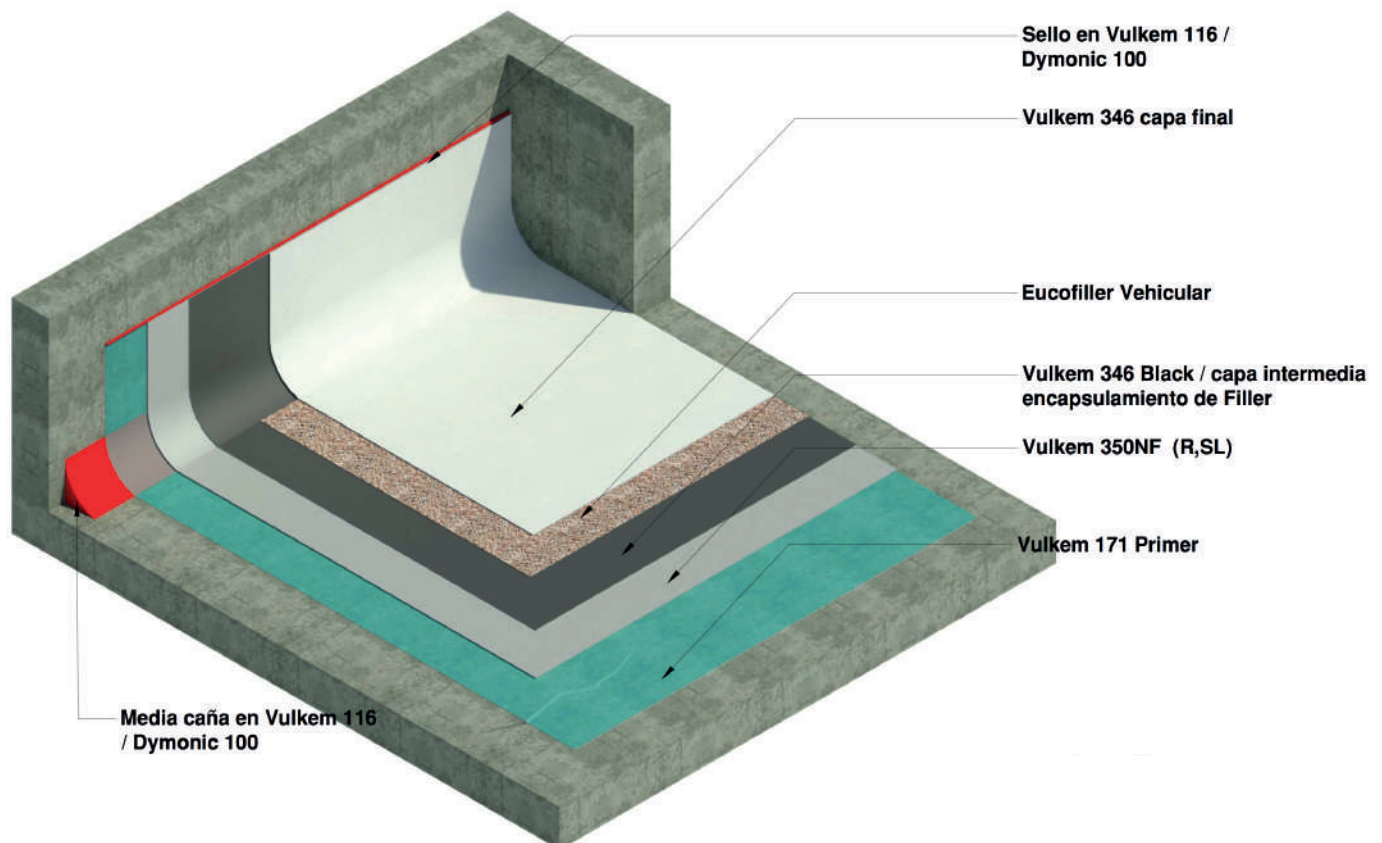 Sello en Vulkem 116 /
Dymonic 100
Vulkem 346 capa final
Eucofiller Vehicular
Vulkem 346 Black / capa intermedia
encapsulamiento de Filler
Vulkem 350NF (R,SL)
Vulkem 171 Primer
Media caña en Vulkem 116
/ Dymonic 100